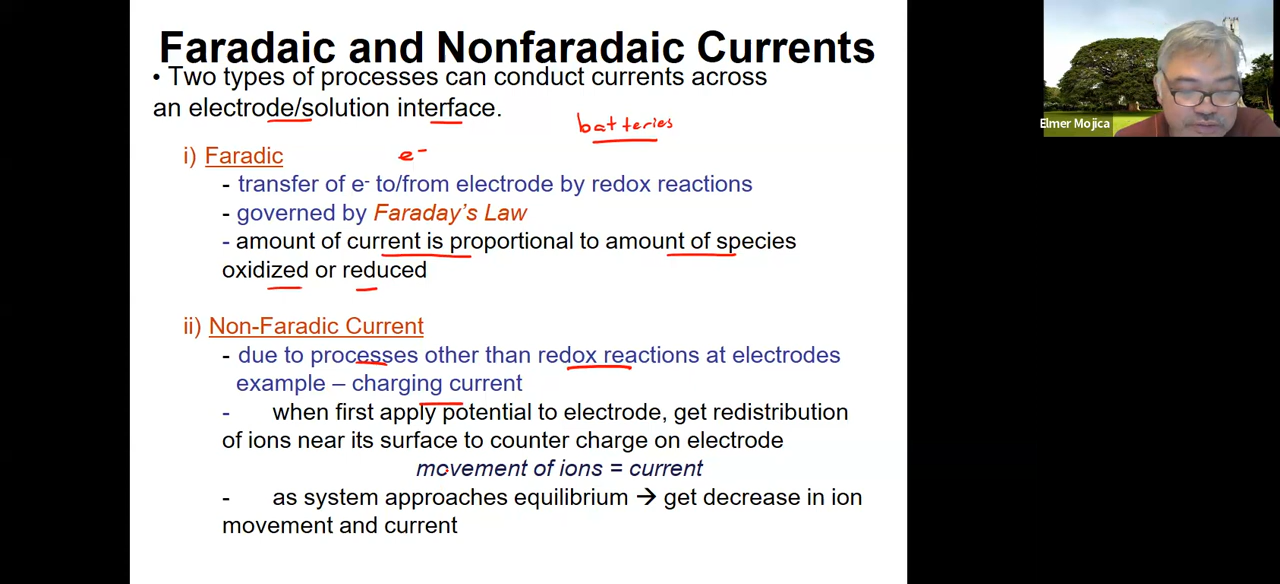 Faradaic and Nonfaradaic Currents
• Two types of processes can conduct currents across
an electrode/solution interface.
batteries
i) Faradic
e-
- transfer of e- to/from electrode by redox reactions
- governed by Faraday's Law
- amount of current is proportional to amount of species
oxidized or reduced
ii) Non-Faradic Current
- due to processes other than redox reactions at electrodes
example – charging current
- when first apply potential to electrode, get redistribution
of ions near its surface to counter charge on electrode
movement of ions = current
- as system approaches equilibrium → get decrease in ion
movement and current
Elmer Mojica